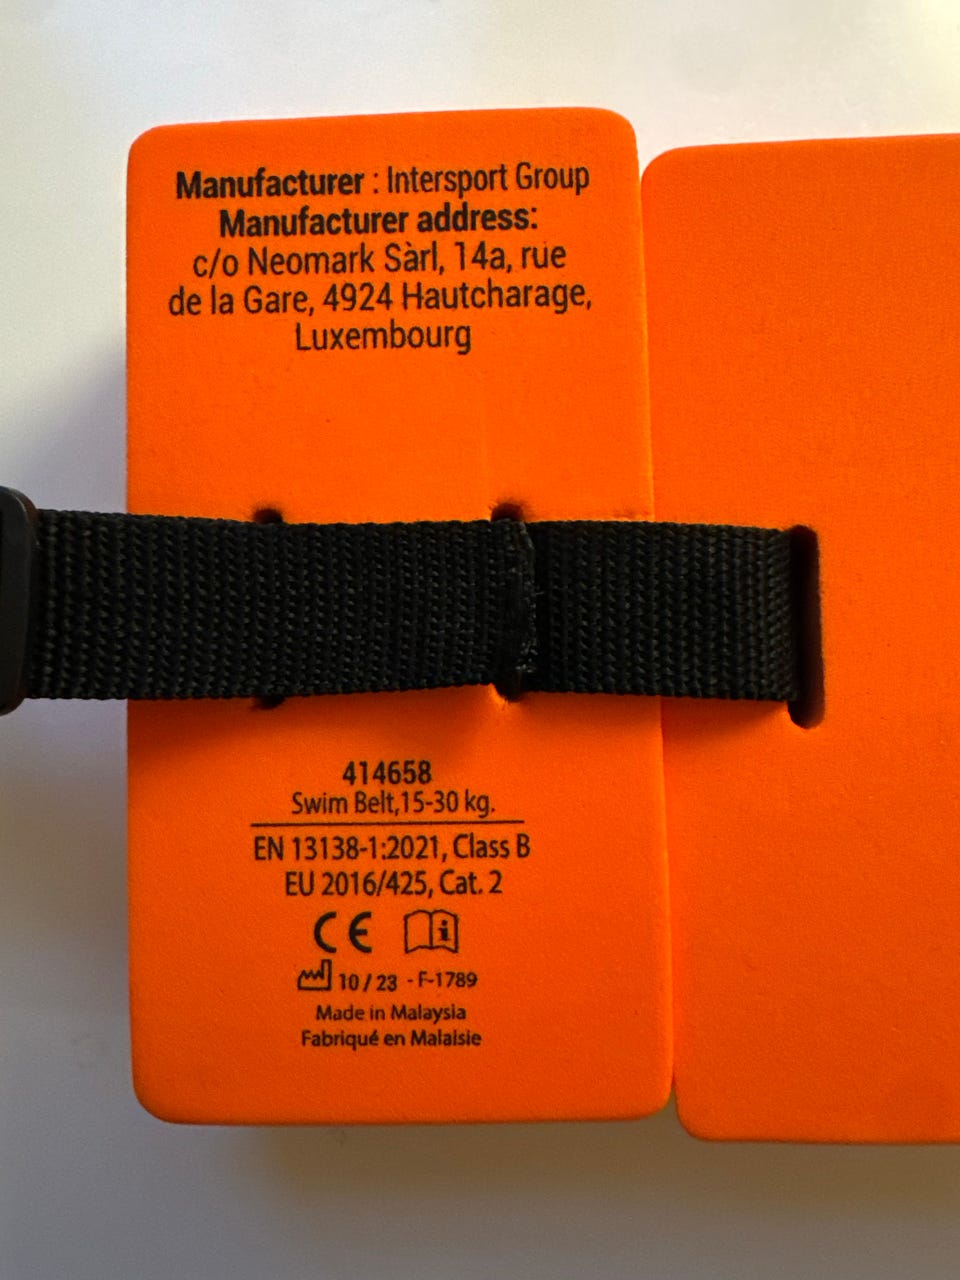 Manufacturer : Intersport Group
Manufacturer address:
c/o Neomark Sàrl, 14a, rue
de la Gare, 4924 Hautcharage,
Luxembourg
414658
Swim Belt,15-30 kg.
EN 13138-1:2021, Class B
EU 2016/425, Cat. 2
CE i
10 / 23 - F-1789
Made in Malaysia
Fabriqué en Malaisie